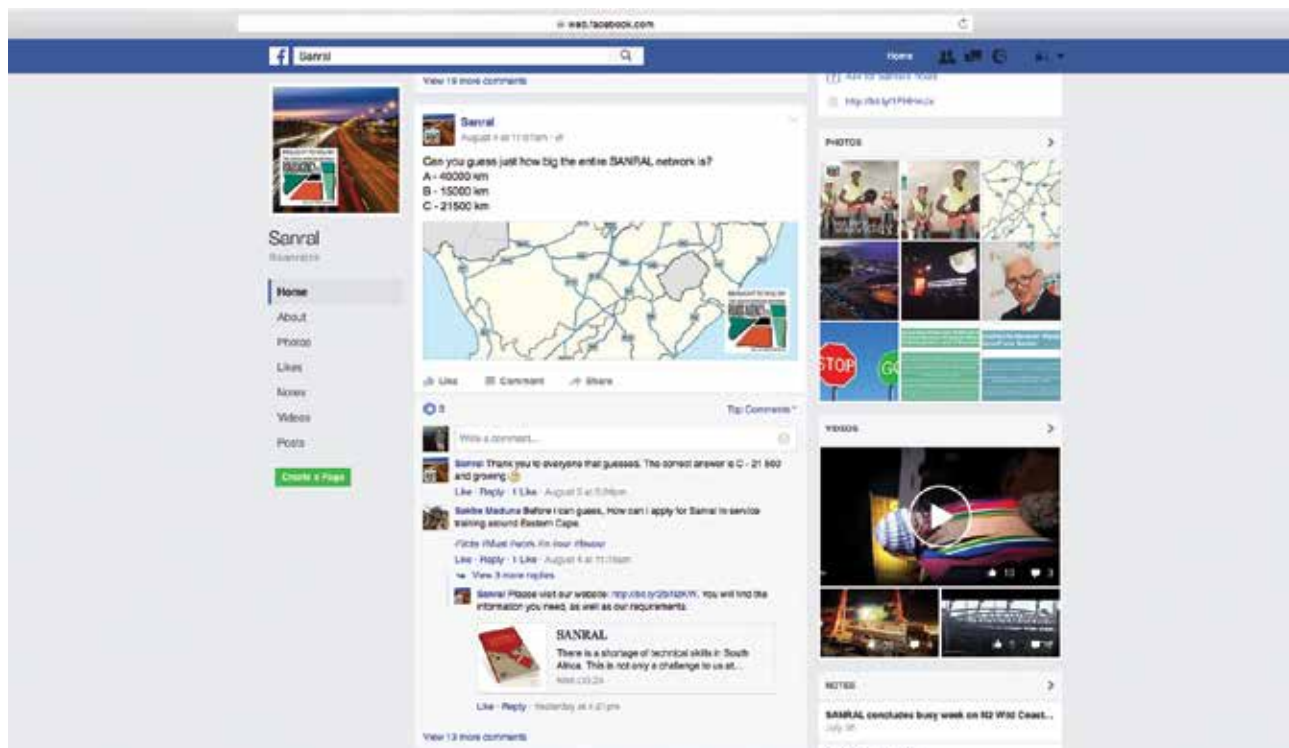 web.facebook.com
Sanral
Home
View 19 more comments
Sanral
Home
About
Photos
Likes
Notes
Videos
Posts
Create a Page
Sanral
Can you guess just how big the entire SANRAL network is?
A - 40000 km
B - 15000 km
C - 21500 km
Like Comment Share
Top Comments
Write a comment...
Sanral Thank you to everyone that guessed. The correct answer is C - 21 500
and growing
Like · Reply · 1 Like · August 5 at
Before I can guess, How can I apply for Sanral in-service
training around Eastern Cape.
Like · Reply · 1 Like · August 4 at
View 3 more replies
Sanral Please visit our website: You will find the
information you need, as well as our requirements.
SANRAL
There is a shortage of technical skills in South
Africa. This is not only a challenge to us at...
Like · Reply · Yesterday at
View 13 more comments
PHOTOS
STOP
GO
VIDEOS
NOTES
SANRAL concludes busy week on N2 Wild Coast...